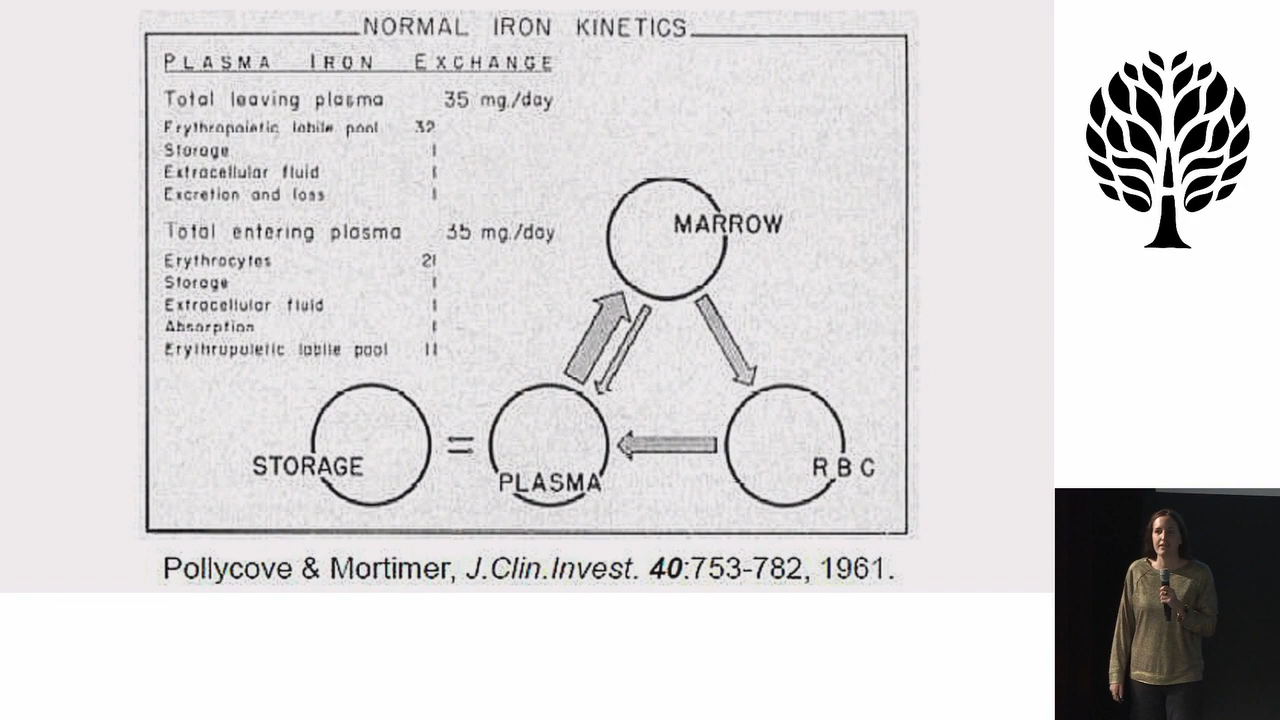 NORMAL IRON KINETICS
PLASMA IRON EXCHANGE
Total leaving plasma 35 mg./day
Erythropoietic labile pool 32
Storage 1
Extracellular fluid 1
Excretion and loss 1
Total entering plasma 35 mg./day
Erythrocytes 21
Storage 1
Extracellular fluid 1
Absorption 1
Erythropoietic labile pool 11
MARROW
STORAGE
PLASMA
RBC
Pollycove & Mortimer, J.Clin.Invest. 40:753-782, 1961.